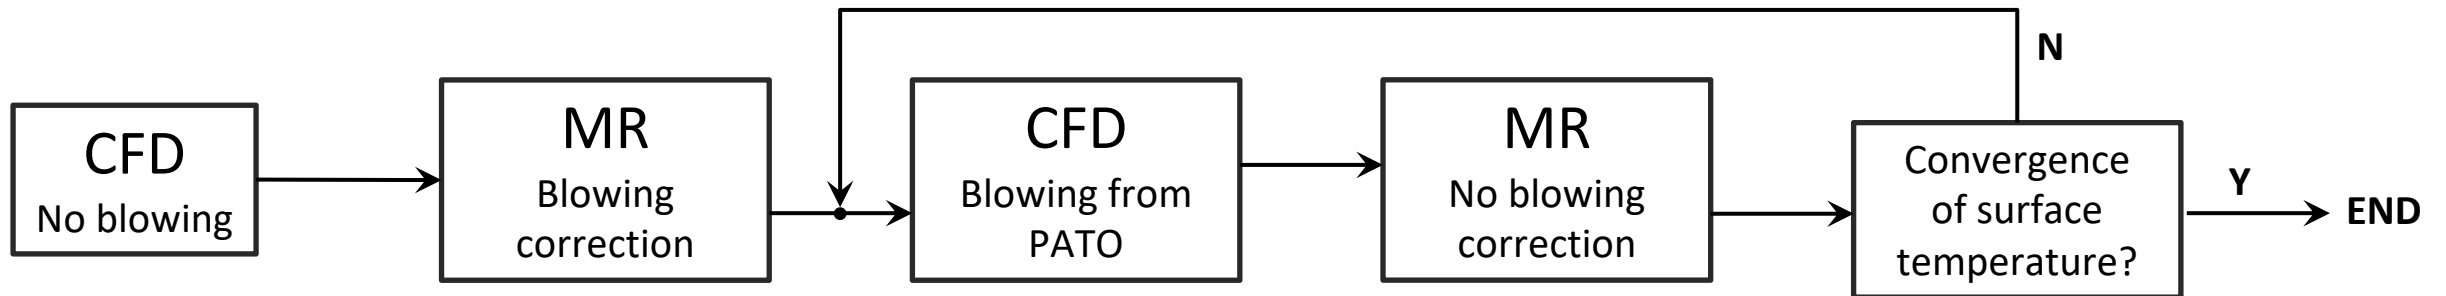 CFD
No blowing
MR
Blowing
correction
CFD
Blowing from
PATO
MR
No blowing
correction
Convergence
of surface
temperature?
N
Y
END